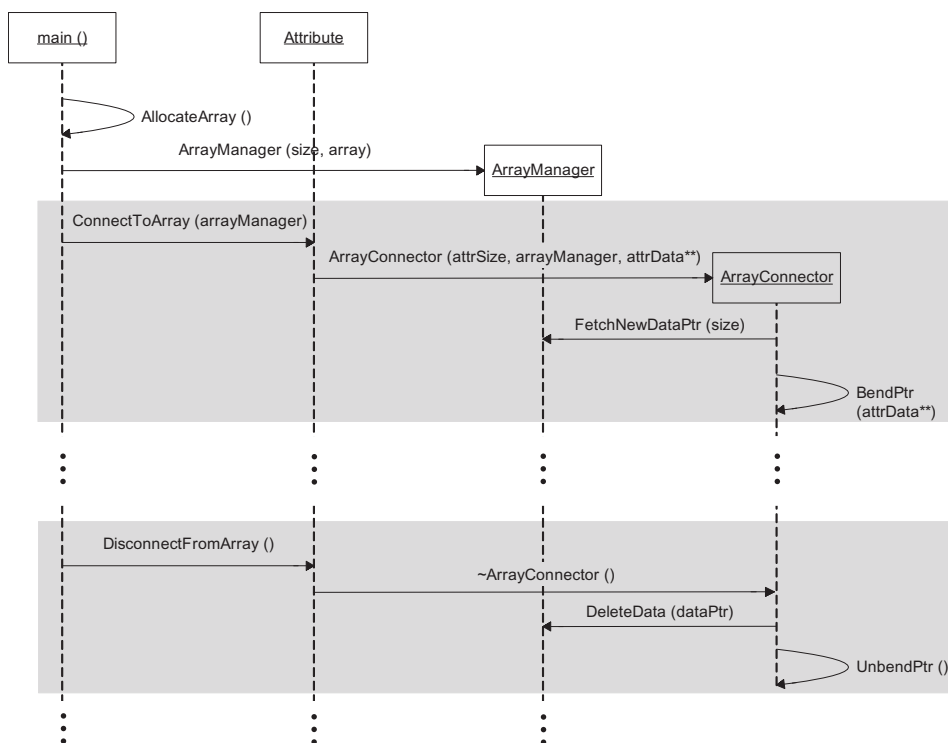 main ()
Attribute
AllocateArray ()
ArrayManager (size, array)
ArrayManager
ConnectToArray (arrayManager)
ArrayConnector (attrSize, arrayManager, attrData**)
ArrayConnector
FetchNewDataPtr (size)
BendPtr
(attrData**)
DisconnectFromArray ()
~ArrayConnector ()
DeleteData (dataPtr)
UnbendPtr ()